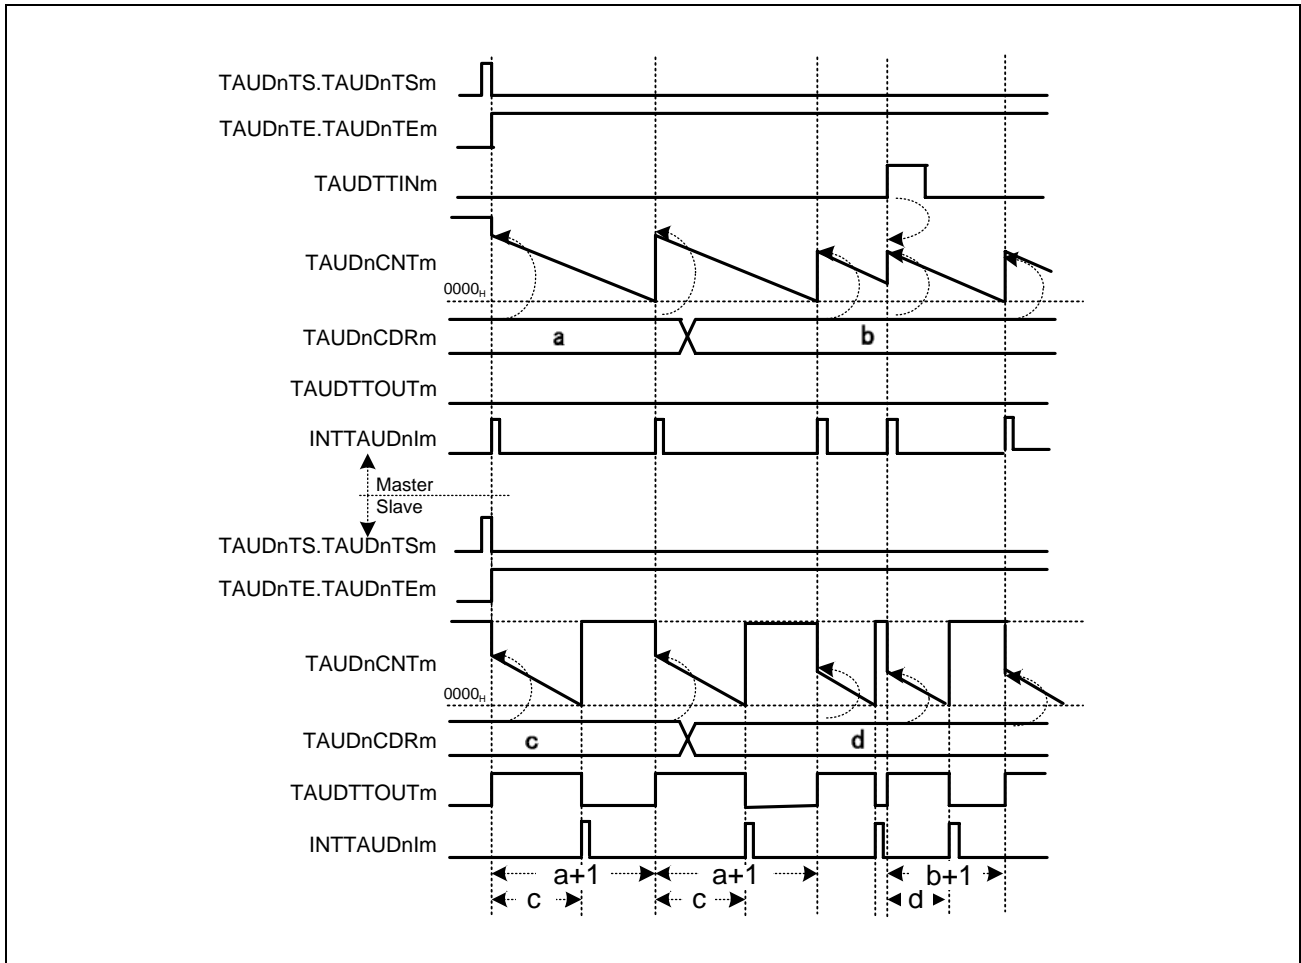 TAUDnTS.TAUDnTSm
TAUDnTE.TAUDnTEm
TAUDTTINm
TAUDnCNTm
0000H
TAUDnCDRm
a
b
TAUDTTOUTm
INTTAUDnIm
Master
Slave
TAUDnTS.TAUDnTSm
TAUDnTE.TAUDnTEm
TAUDnCNTm
0000H
TAUDnCDRm
c
d
TAUDTTOUTm
INTTAUDnIm
a+1
a+1
b+1
c
c
d